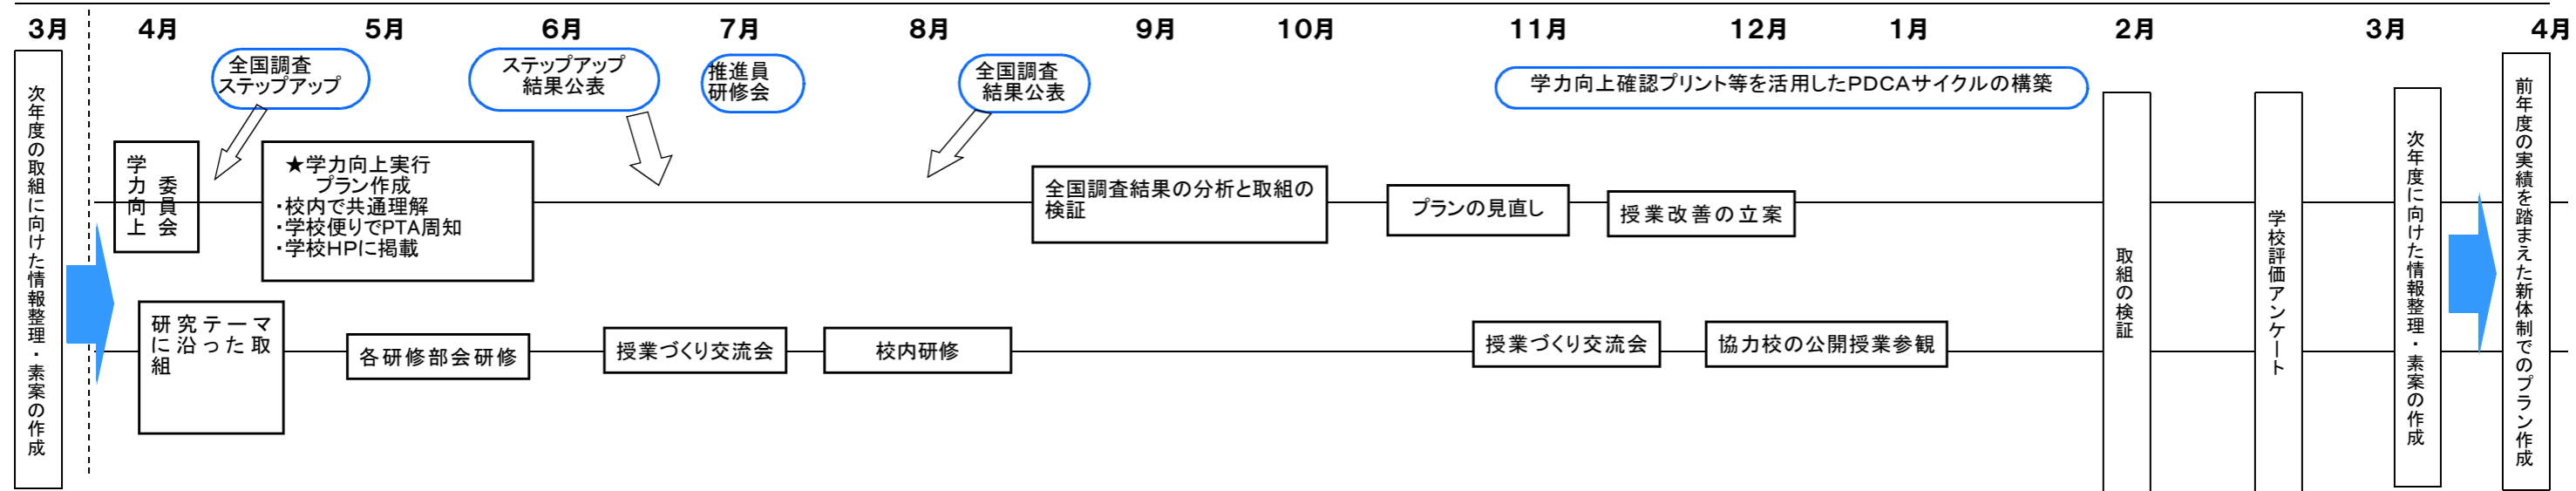 3月 4月 5月 6月 7月 8月 9月 10月 11月 12月 1月 2月 3月 4月
全国調査
ステップアップ
ステップアップ
結果公表
推進員
研修会
全国調査
結果公表
学力向上確認プリント等を活用したPDCAサイクルの構築
次年度の取組に向けた情報整理・素案の作成
学力向上
委員会
★学力向上実行
プラン作成
・校内で共通理解
・学校便りでPTA周知
・学校HPに掲載
全国調査結果の分析と取組の
検証
プランの見直し
授業改善の立案
研究テーマ
に沿った取
組
各研修部会研修
授業づくり交流会
校内研修
授業づくり交流会
協力校の公開授業参観
取組の検証
学校評価アンケート
次年度に向けた情報整理・素案の作成
前年度の実績を踏まえた新体制でのプラン作成